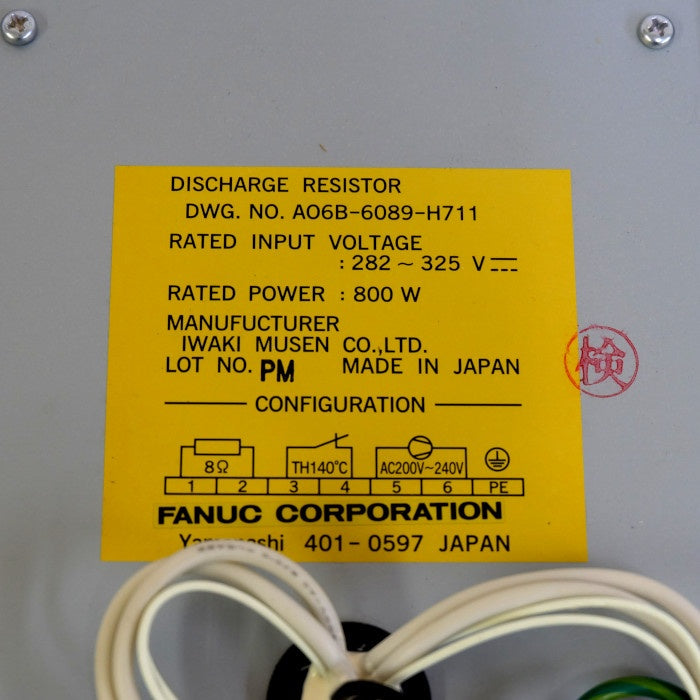 DISCHARGE RESISTOR
DWG. NO. A06B-6089-H711
RATED INPUT VOLTAGE
: 282 ~ 325 V
RATED POWER : 800 W
MANUFUCTURER
IWAKI MUSEN CO.,LTD.
LOT NO. PM MADE IN JAPAN
検
CONFIGURATION
8Ω TH140℃ AC200V~240V
1 2 3 4 5 6 PE
FANUC CORPORATION
401-0597 JAPAN